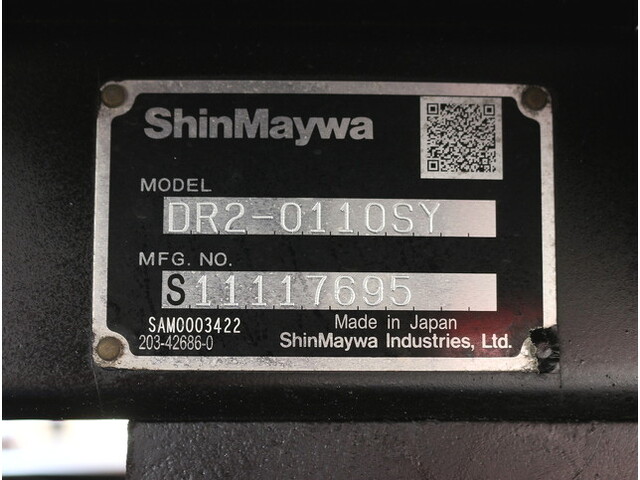 ShinMaywa
MODEL
DR2-0110SY
MFG. NO.
S11117695
SAM0003422
Made in Japan
203-42686-0
ShinMaywa Industries, Ltd.